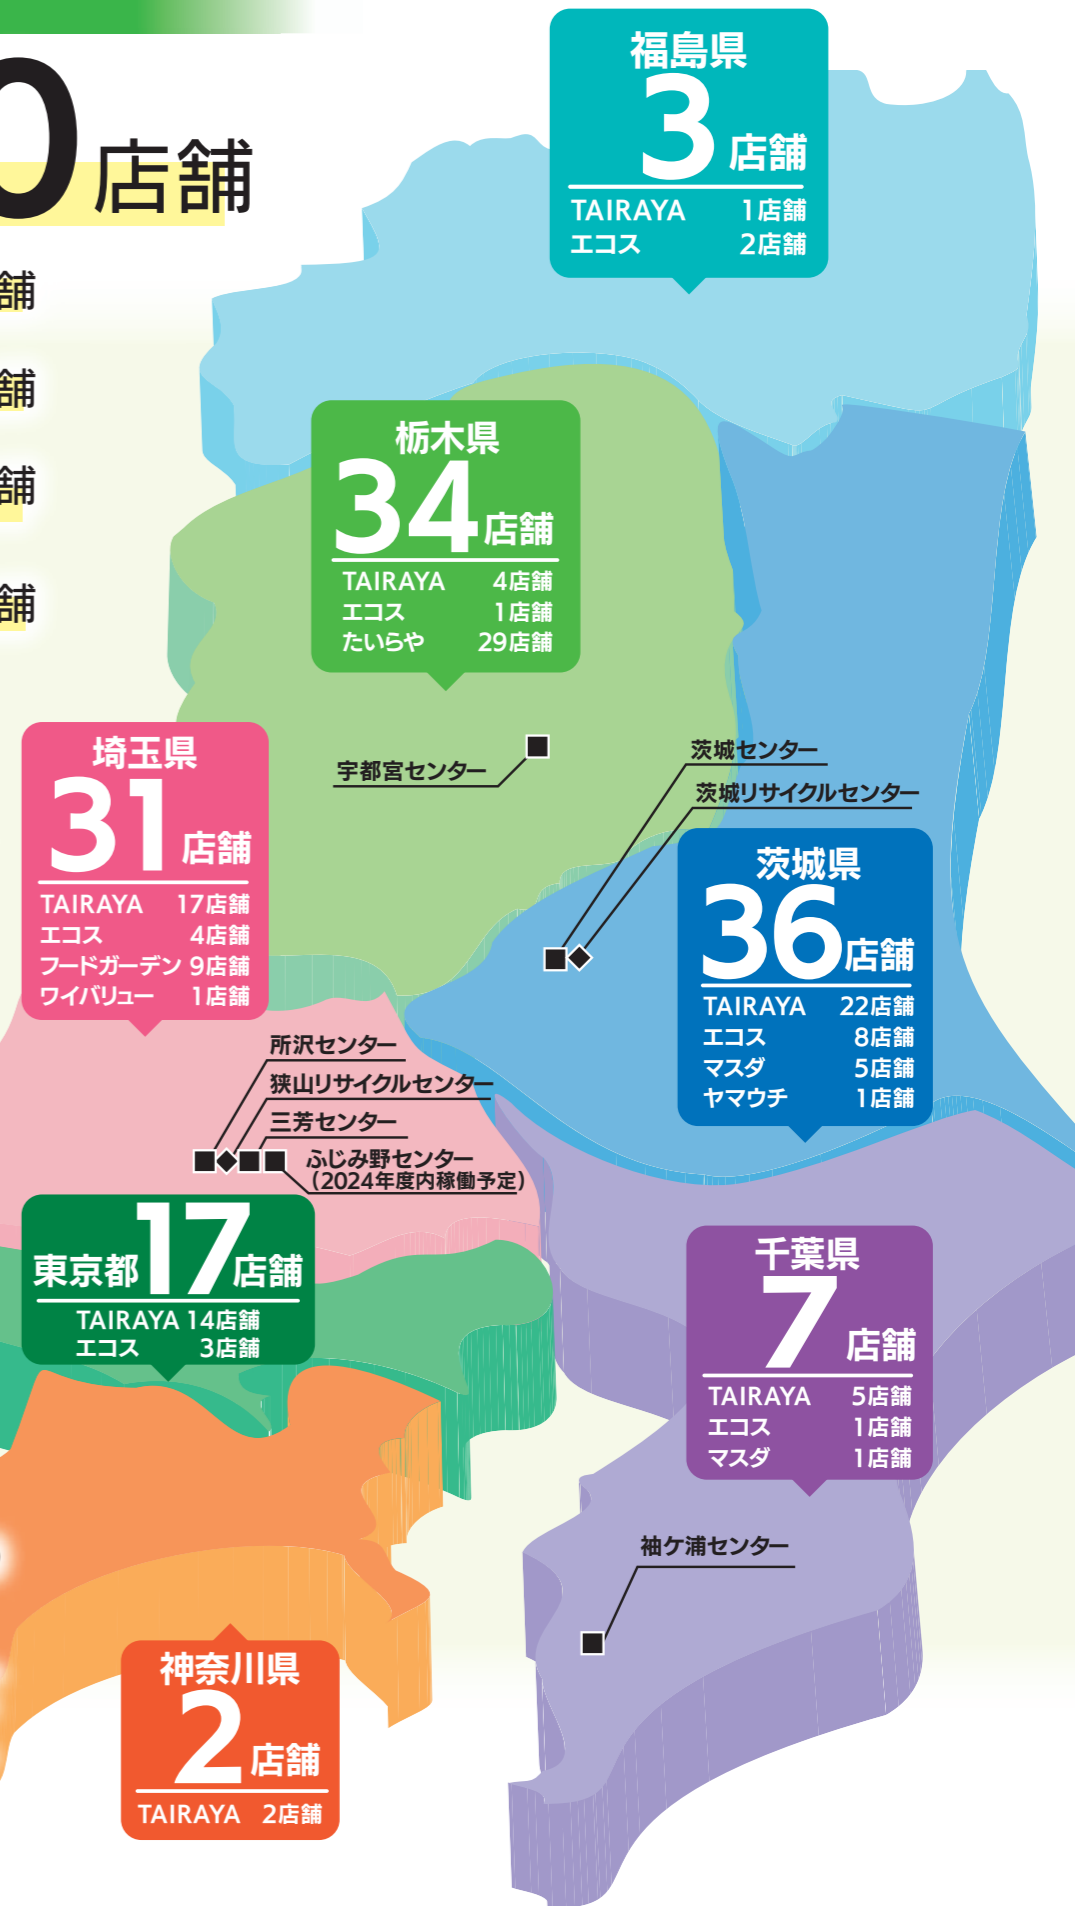 0店舗
舗
舗
舗
舗
福島県
3店舗
TAIRAYA 1店舗
エコス 2店舗
栃木県
34店舗
TAIRAYA 4店舗
エコス 1店舗
たいらや 29店舗
宇都宮センター
茨城センター
茨城リサイクルセンター
埼玉県
31店舗
TAIRAYA 17店舗
エコス 4店舗
フードガーデン 9店舗
ワイバリュー 1店舗
茨城県
36店舗
TAIRAYA 22店舗
エコス 8店舗
マスダ 5店舗
ヤマウチ 1店舗
所沢センター
狭山リサイクルセンター
三芳センター
ふじみ野センター
（2024年度内稼働予定）
東京都17店舗
TAIRAYA 14店舗
エコス 3店舗
千葉県
7店舗
TAIRAYA 5店舗
エコス 1店舗
マスダ 1店舗
袖ケ浦センター
神奈川県
2店舗
TAIRAYA 2店舗